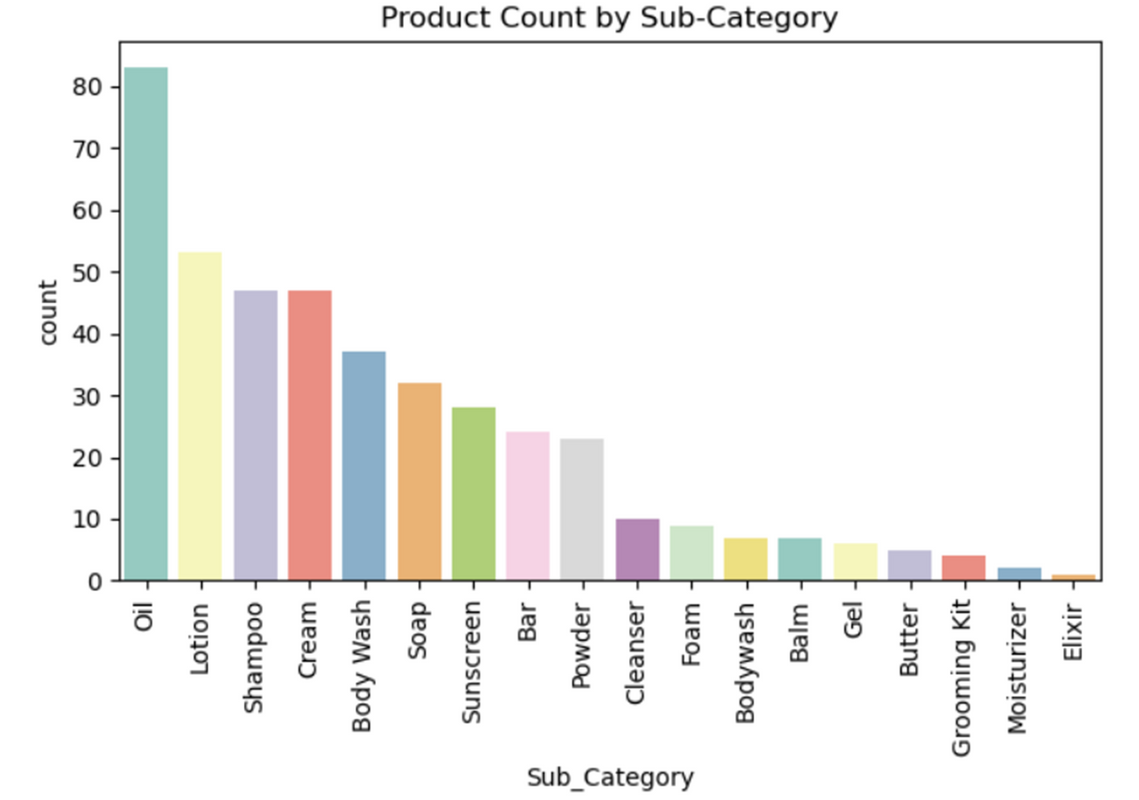 Product Count by Sub-Category
count
80
70
60
50
40
30
20
10
0
Oil
Lotion
Shampoo
Cream
Body Wash
Soap
Sunscreen
Bar
Powder
Cleanser
Foam
Bodywash
Balm
Gel
Butter
Grooming Kit
Moisturizer
Elixir
Sub_Category